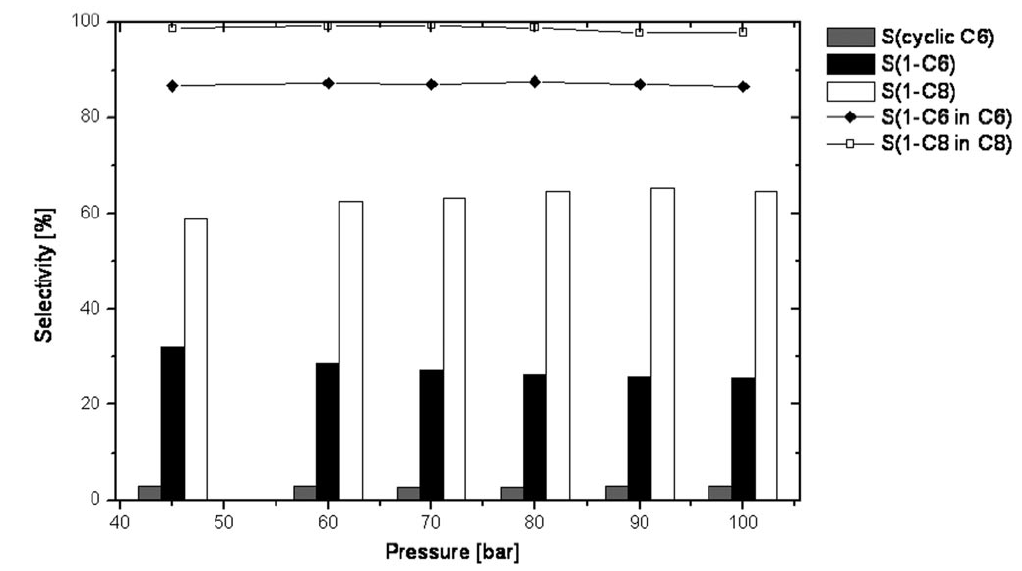 100
80
60
40
20
0
40 50 60 70 80 90 100
Selectivity [%]
Pressure [bar]
S(cyclic C6)
S(1-C6)
S(1-C8)
S(1-C6 in C6)
S(1-C8 in C8)